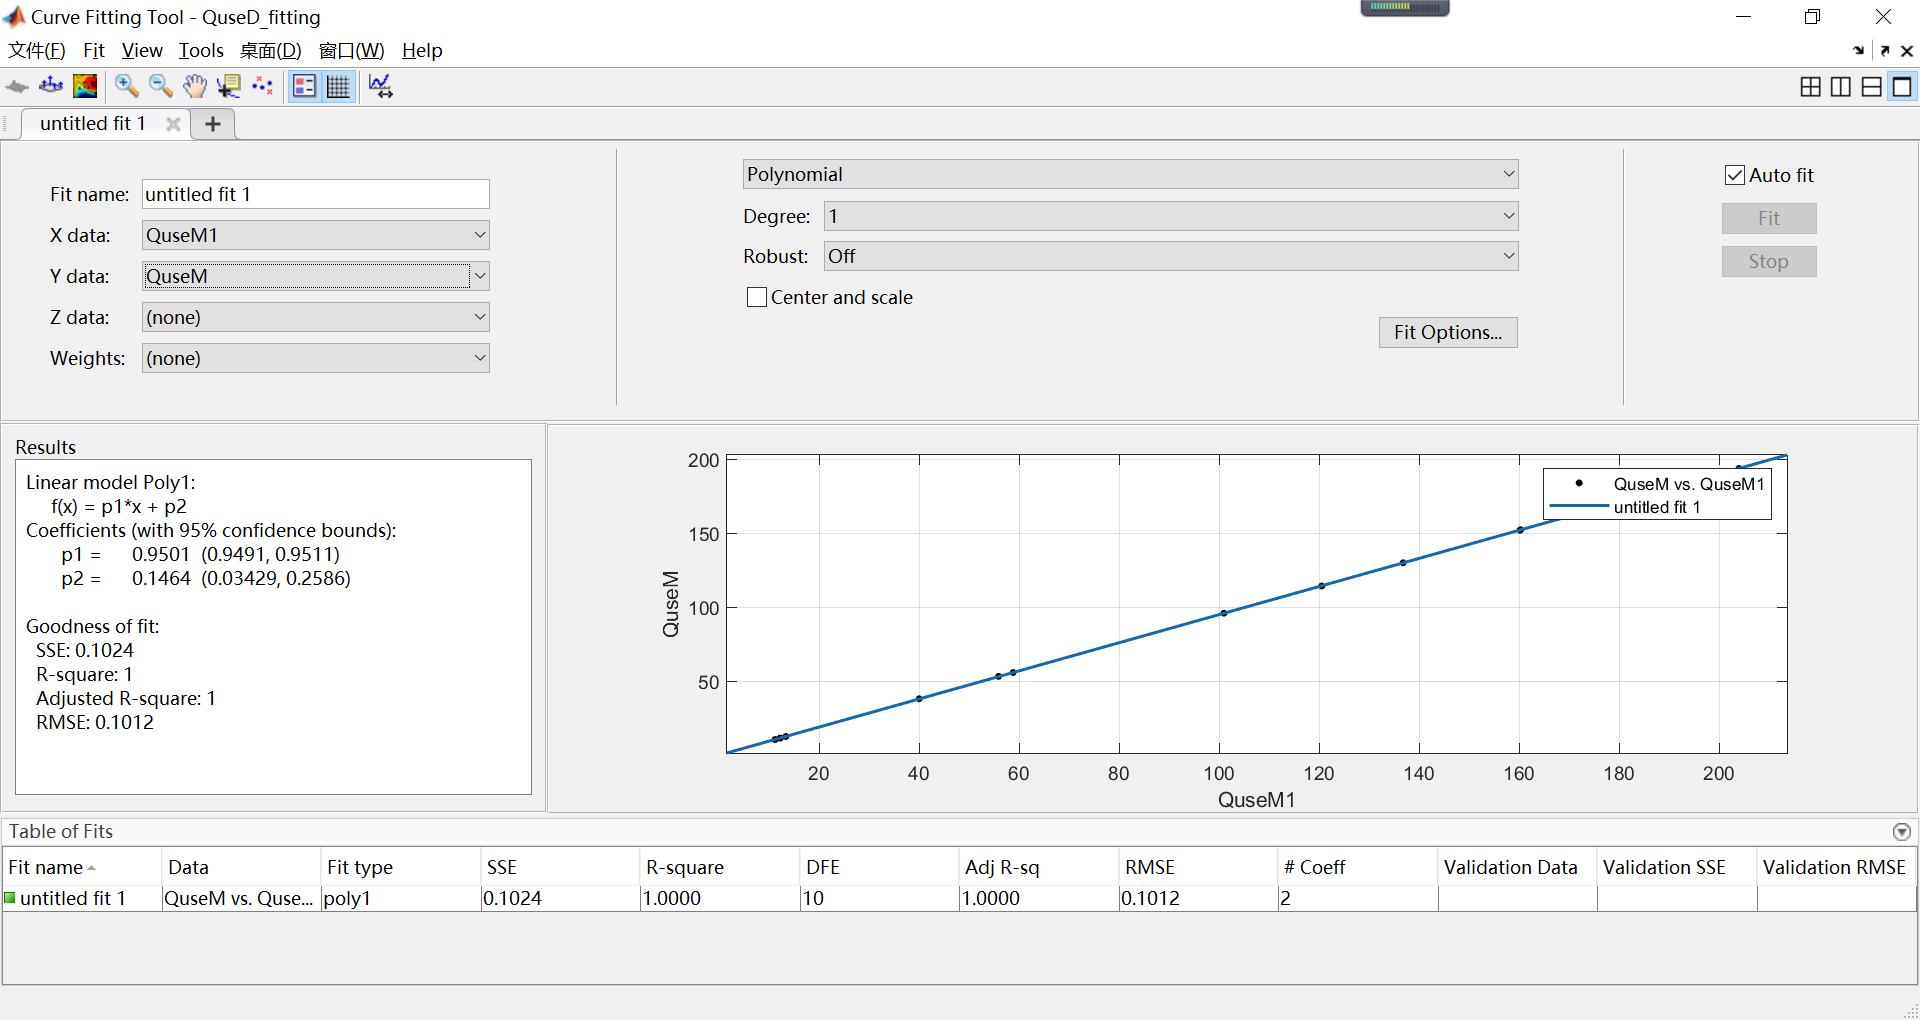 Curve Fitting Tool - QuseD_fitting
文件(F) Fit View Tools 桌面(D) 窗口(W) Help
untitled fit 1
Fit name: untitled fit 1
X data: QuseM1
Y data: QuseM
Z data: (none)
Weights: (none)
Polynomial
Degree: 1
Robust: Off
Center and scale
Fit Options...
Auto fit
Fit
Stop
Results
Linear model Poly1:
f(x) = p1*x + p2
Coefficients (with 95% confidence bounds):
p1 = 0.9501 (0.9491, 0.9511)
p2 = 0.1464 (0.03429, 0.2586)
Goodness of fit:
SSE: 0.1024
R-square: 1
Adjusted R-square: 1
RMSE: 0.1012
200
150
100
50
QuseM
QuseM vs. QuseM1
untitled fit 1
20 40 60 80 100 120 140 160 180 200
QuseM1
Table of Fits
Fit name Data Fit type SSE R-square DFE Adj R-sq RMSE # Coeff Validation Data Validation SSE Validation RMSE
untitled fit 1 QuseM vs. Quse... poly1 0.1024 1.0000 10 1.0000 0.1012 2